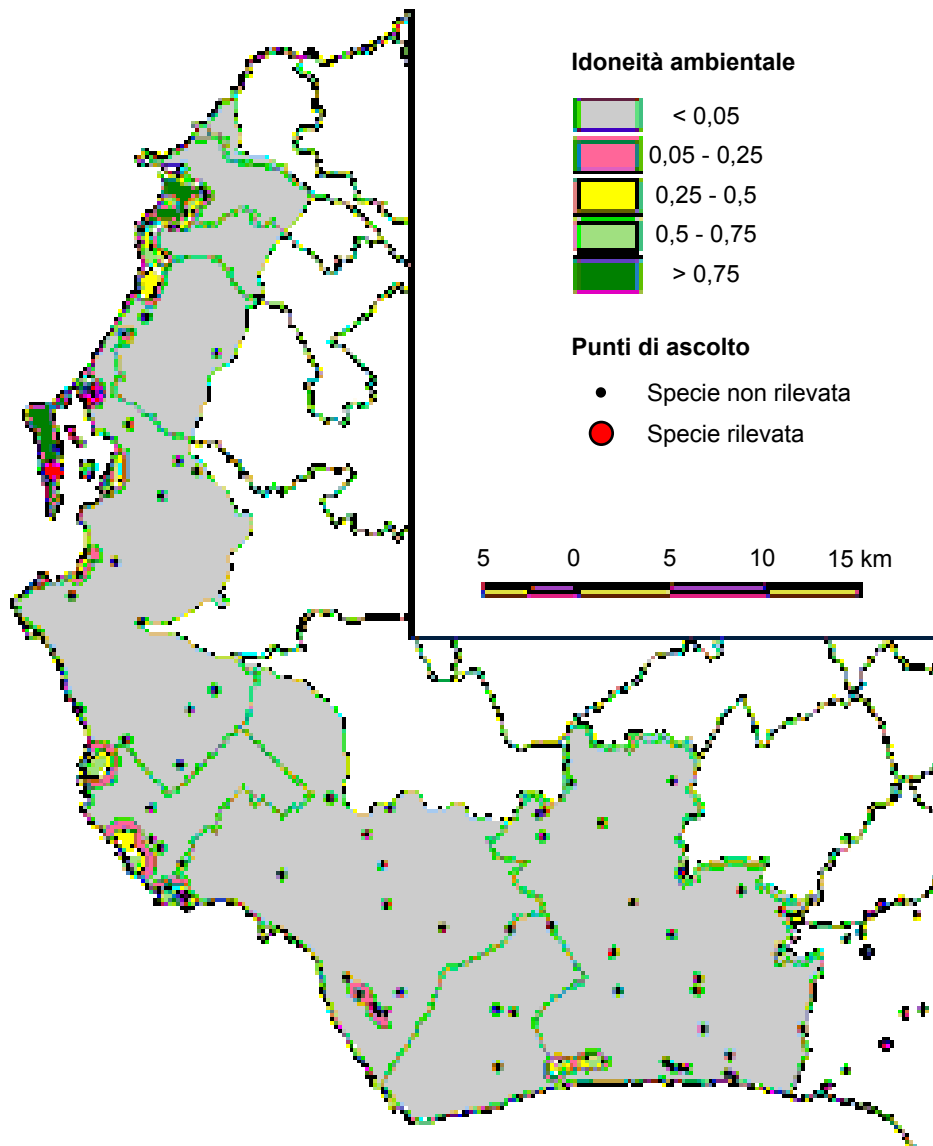 Idoneità ambientale
< 0,05
0,05 - 0,25
0,25 - 0,5
0,5 - 0,75
> 0,75
Punti di ascolto
Specie non rilevata
Specie rilevata
5 0 5 10 15 km